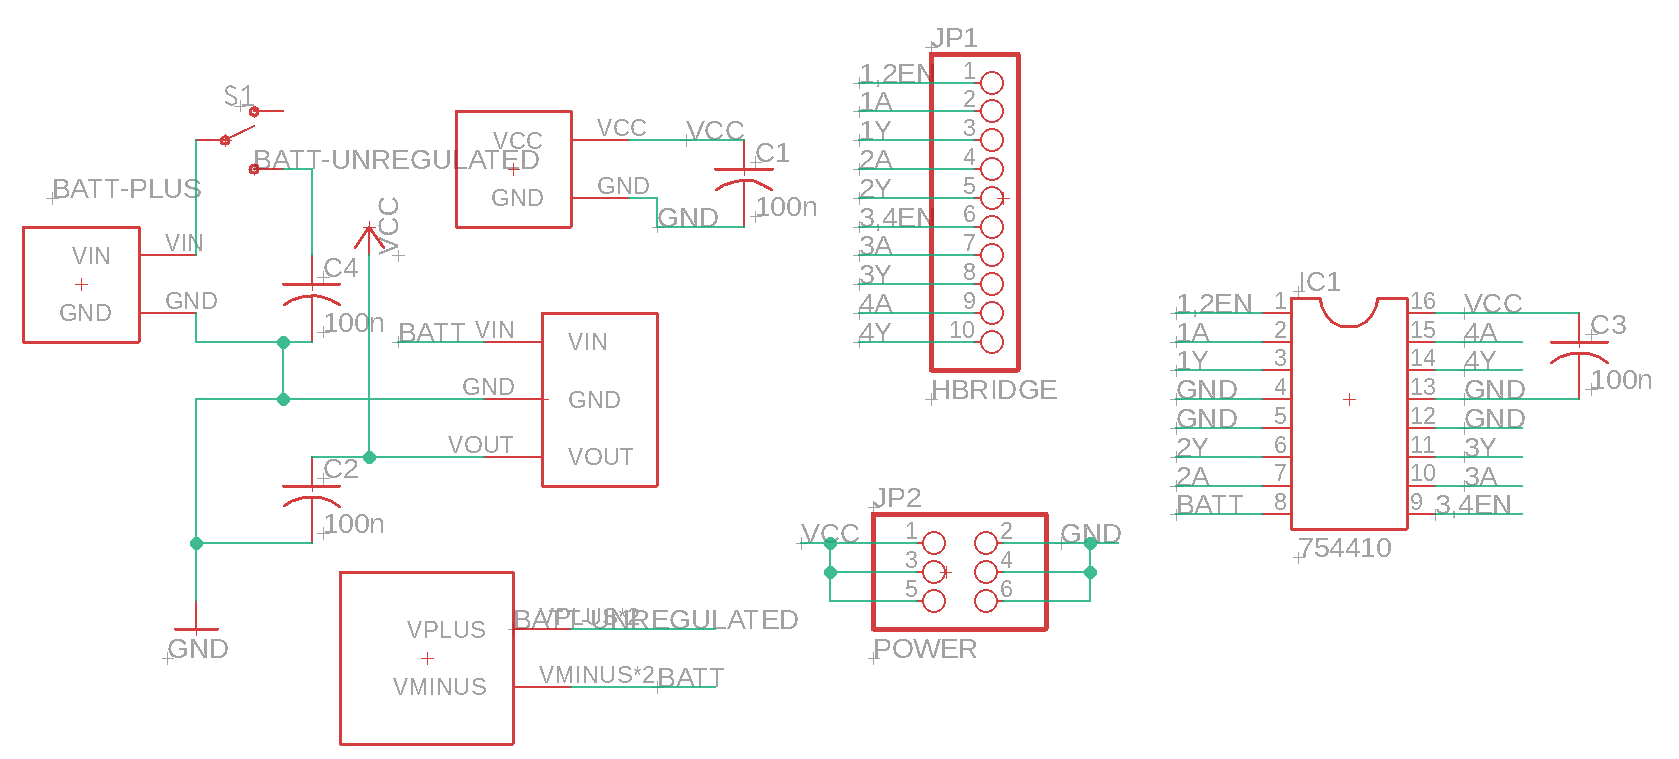 S1
BATT-UNREGULATED
BATT-PLUS
VIN
VIN
GND
GND
C4
100n
VCC
VCC
VCC
VCC
GND
GND
GND
C1
100n
BATT
VIN
VIN
GND
GND
VOUT
VOUT
C2
100n
GND
VPLUS
VPLUS*2
BATT-UNREGULATED
VMINUS
VMINUS*2
BATT
JP1
1,2EN 1
1A 2
1Y 3
2A 4
2Y 5
3,4EN 6
3A 7
3Y 8
4A 9
4Y 10
HBRIDGE
JP2
VCC 1 2 GND
3 4
5 6
POWER
IC1
1,2EN 1 16 VCC
1A 2 15 4A
1Y 3 14 4Y
GND 4 13 GND
GND 5 12 GND
2Y 6 11 3Y
2A 7 10 3A
BATT 8 9 3,4EN
754410
C3
100n